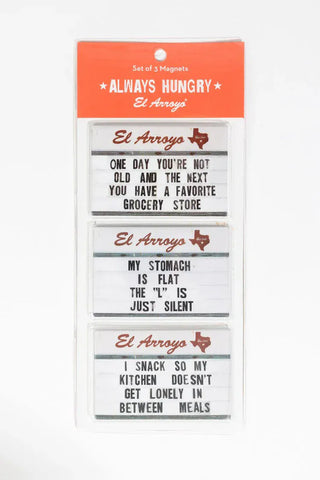 Set of 3 Magnets
★ALWAYS HUNGRY★
El Arroyo
El Arroyo
ONE DAY YOU'RE NOT
OLD AND THE NEXT
YOU HAVE A FAVORITE
GROCERY STORE
El Arroyo
MY STOMACH
IS FLAT
THE "L" IS
JUST SILENT
El Arroyo
I SNACK SO MY
KITCHEN DOESN'T
GET LONELY IN
BETWEEN MEALS